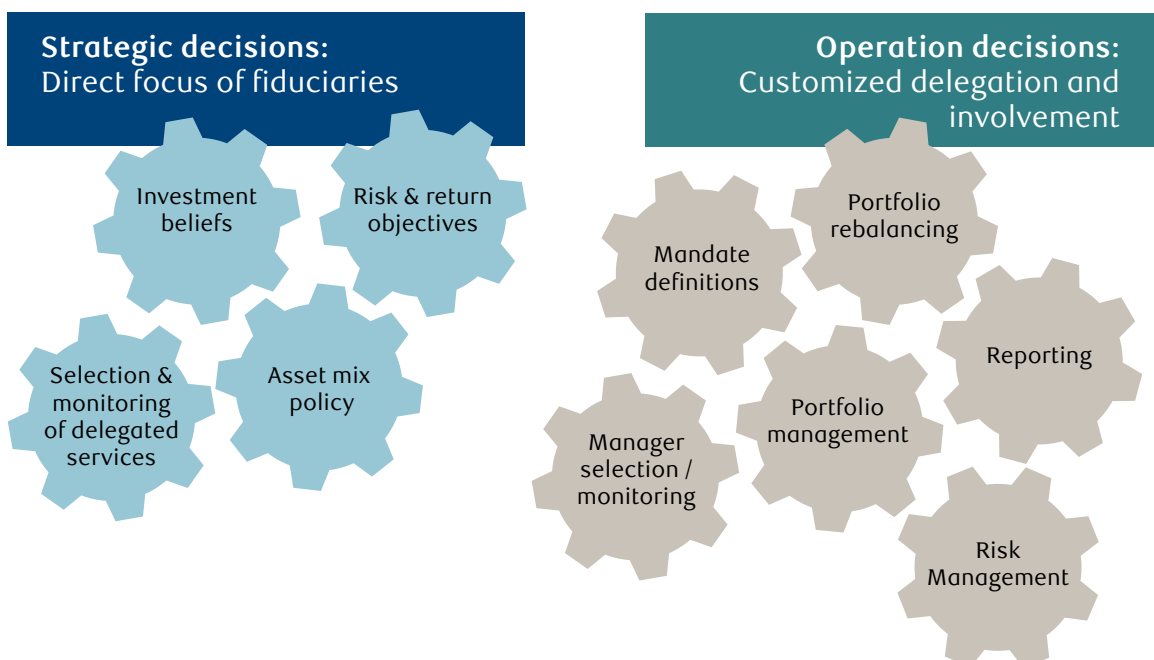 Strategic decisions:
Direct focus of fiduciaries
Operation decisions:
Customized delegation and
involvement
Investment
beliefs
Risk & return
objectives
Selection &
monitoring
of delegated
services
Asset mix
policy
Mandate
definitions
Portfolio
rebalancing
Reporting
Manager
selection /
monitoring
Portfolio
management
Risk
Management